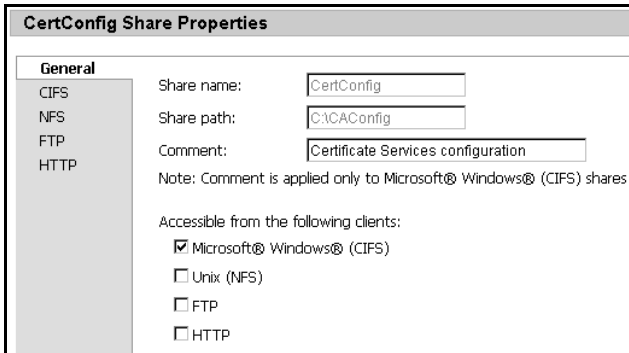 CertConfig Share Properties
General
CIFS
NFS
FTP
HTTP
Share name: CertConfig
Share path: C:\CAConfig
Comment: Certificate Services configuration
Note: Comment is applied only to Microsoft® Windows® (CIFS) shares
Accessible from the following clients:
Microsoft® Windows® (CIFS)
Unix (NFS)
FTP
HTTP